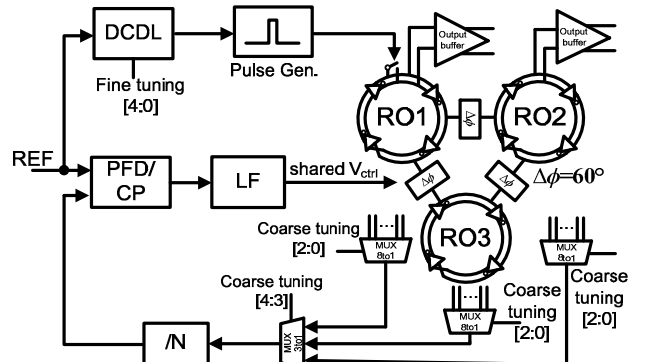 DCDL
Pulse Gen.
Fine tuning
[4:0]
Output
buffer
Output
buffer
RO1
Δϕ
RO2
REF
PFD/
CP
LF
shared Vctrl
Δϕ
Δϕ
Δϕ=60°
RO3
Coarse tuning
[2:0]
MUX
8to1
MUX
8to1
Coarse
tuning
[2:0]
Coarse tuning
[4:3]
MUX
8to1
Coarse
tuning
[2:0]
/N
MUX
3to1